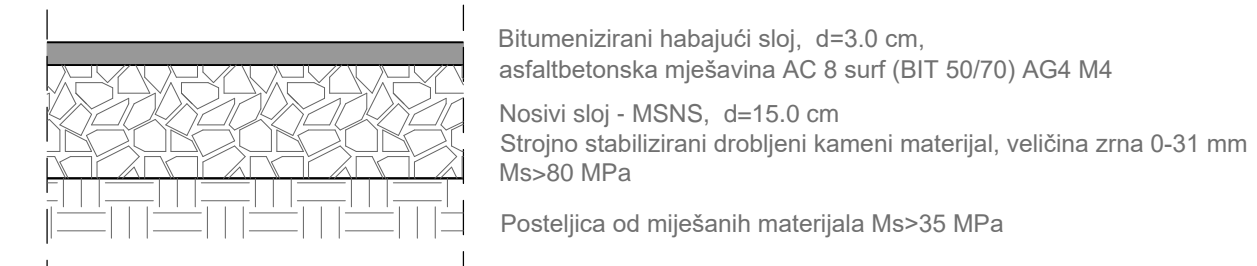 Bitumenizirani habajući sloj, d=3.0 cm,
asfaltbetonska mješavina AC 8 surf (BIT 50/70) AG4 M4
Nosivi sloj - MSNS, d=15.0 cm
Strojno stabilizirani drobljeni kameni materijal, veličina zrna 0-31 mm
Ms>80 MPa
Posteljica od miješanih materijala Ms>35 MPa